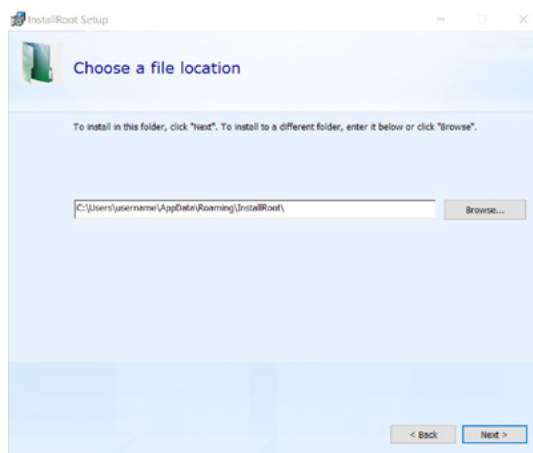 InstallRoot Setup
Choose a file location
To install in this folder, click "Next". To install to a different folder, enter it below or click "Browse".
C:\Users\username\AppData\Roaming\InstallRoot\
Browse...
< Back
Next >